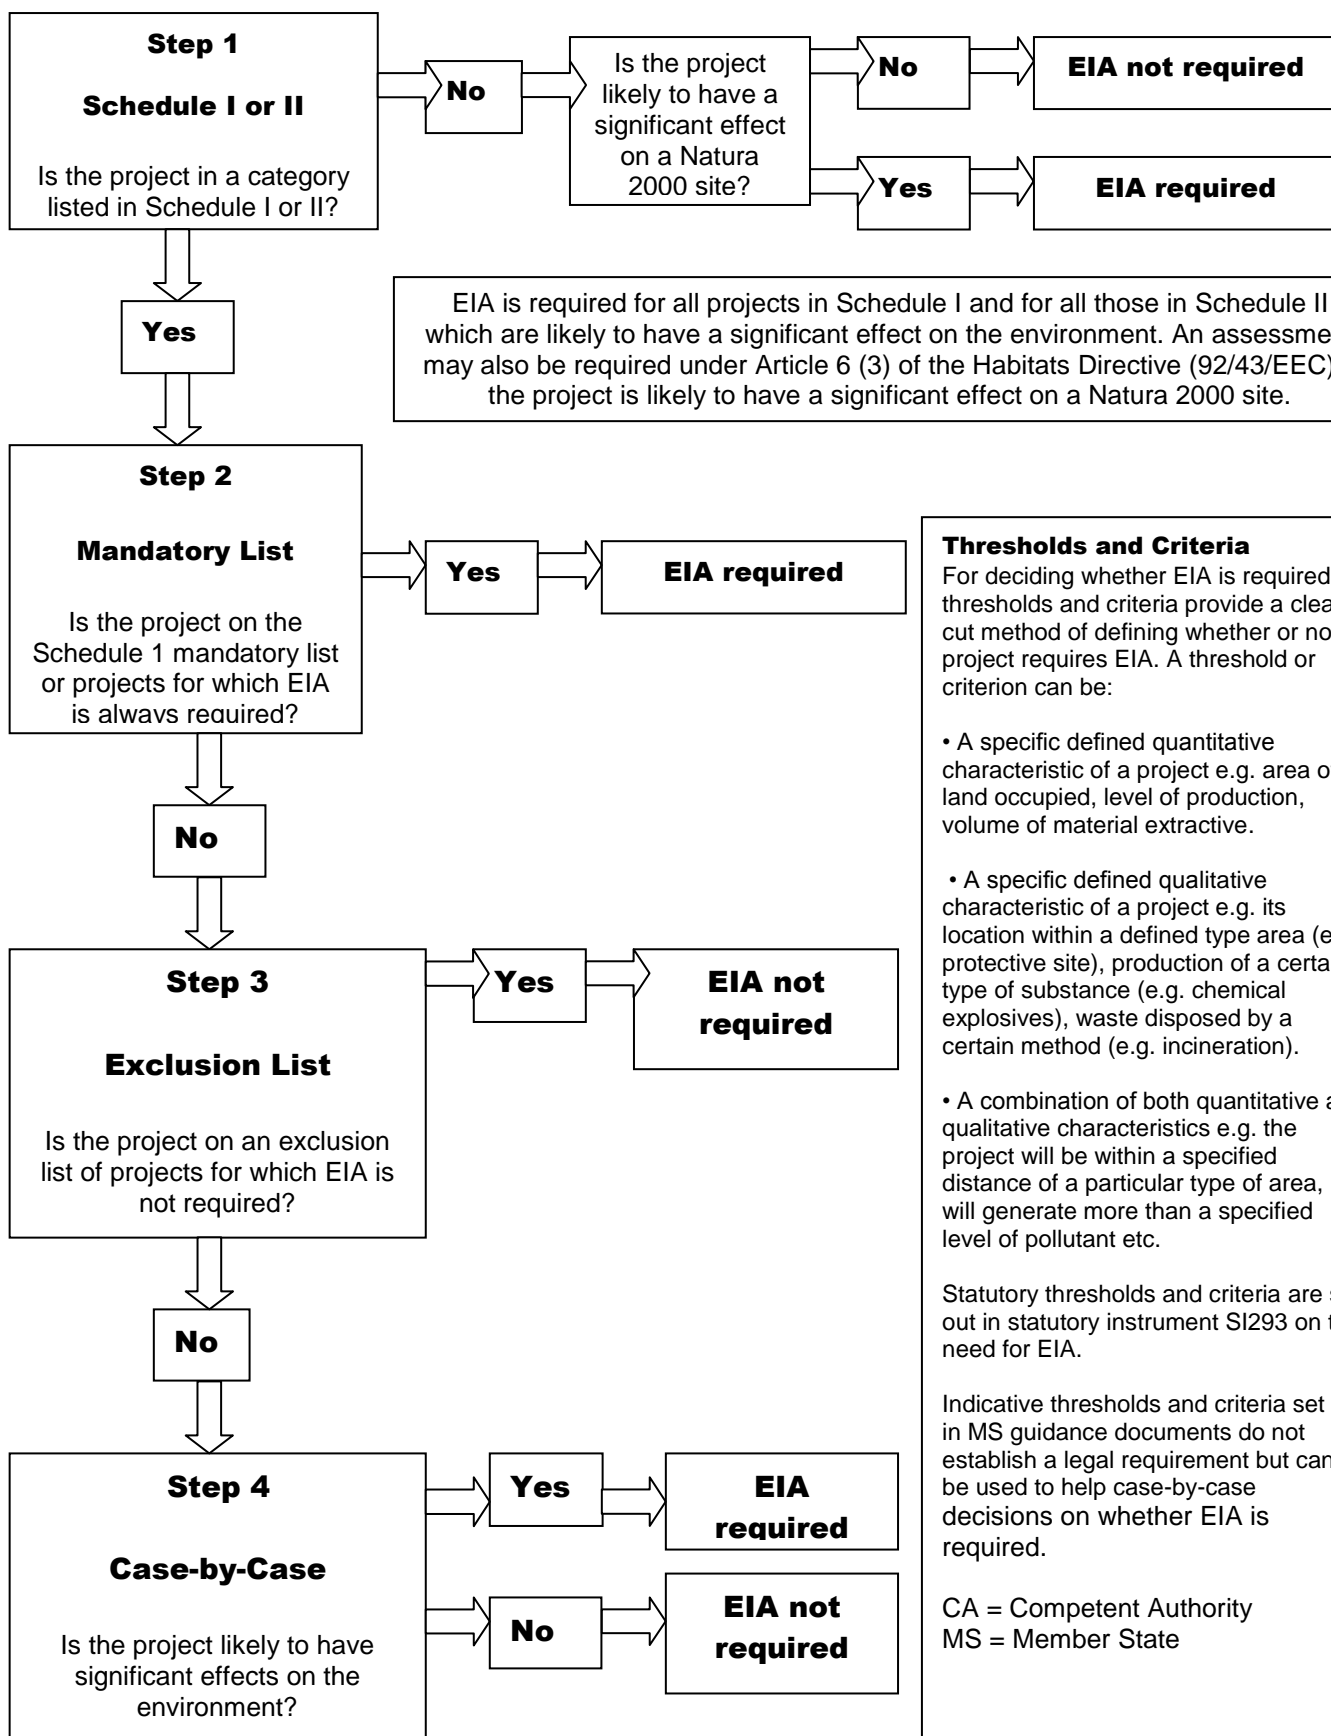 Step 1
Schedule I or II
Is the project in a category
listed in Schedule I or II?
No
Is the project
likely to have a
significant effect
on a Natura
2000 site?
No
EIA not required
Yes
EIA required
Yes
EIA is required for all projects in Schedule I and for all those in Schedule II
which are likely to have a significant effect on the environment. An assessme
may also be required under Article 6 (3) of the Habitats Directive (92/43/EEC)
the project is likely to have a significant effect on a Natura 2000 site.
Step 2
Mandatory List
Is the project on the
Schedule 1 mandatory list
or projects for which EIA
is always required?
Yes
EIA required
No
Step 3
Exclusion List
Is the project on an exclusion
list of projects for which EIA is
not required?
Yes
EIA not
required
No
Step 4
Case-by-Case
Is the project likely to have
significant effects on the
environment?
Yes
EIA
required
No
EIA not
required
Thresholds and Criteria
For deciding whether EIA is required
thresholds and criteria provide a clea
cut method of defining whether or no
project requires EIA. A threshold or
criterion can be:
• A specific defined quantitative
characteristic of a project e.g. area o
land occupied, level of production,
volume of material extractive.
• A specific defined qualitative
characteristic of a project e.g. its
location within a defined type area (e
protective site), production of a certa
type of substance (e.g. chemical
explosives), waste disposed by a
certain method (e.g. incineration).
• A combination of both quantitative a
qualitative characteristics e.g. the
project will be within a specified
distance of a particular type of area,
will generate more than a specified
level of pollutant etc.
Statutory thresholds and criteria are s
out in statutory instrument SI293 on t
need for EIA.
Indicative thresholds and criteria set
in MS guidance documents do not
establish a legal requirement but can
be used to help case-by-case
decisions on whether EIA is
required.
CA = Competent Authority
MS = Member State